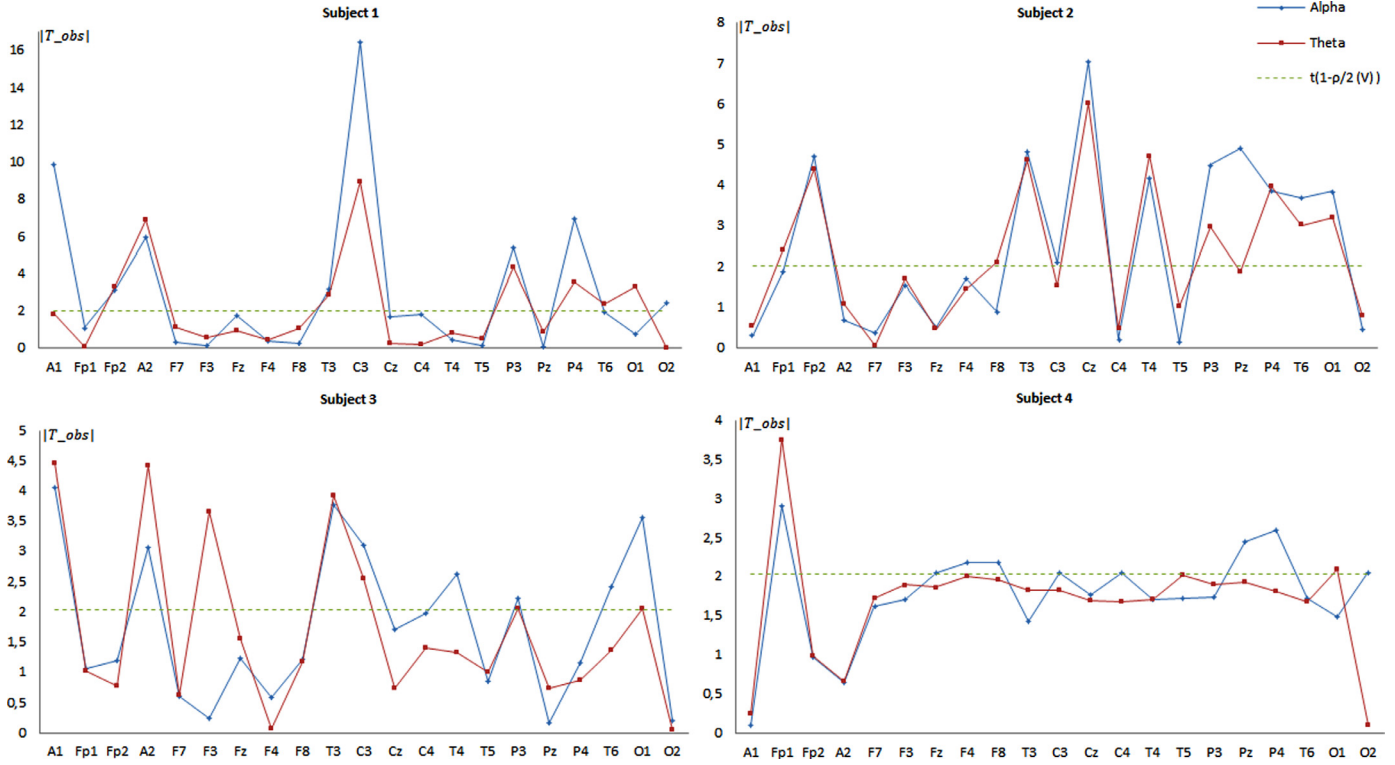 Subject 1
|T_obs|
16
14
12
10
8
6
4
2
0
A1 Fp1 Fp2 A2 F7 F3 Fz F4 F8 T3 C3 Cz C4 T4 T5 P3 Pz P4 T6 O1 O2
Subject 2
|T_obs|
8
7
6
5
4
3
2
1
0
A1 Fp1 Fp2 A2 F7 F3 Fz F4 F8 T3 C3 Cz C4 T4 T5 P3 Pz P4 T6 O1 O2
Alpha
Theta
t(1-ρ/2 (V) )
Subject 3
|T_obs|
5
4,5
4
3,5
3
2,5
2
1,5
1
0,5
0
A1 Fp1 Fp2 A2 F7 F3 Fz F4 F8 T3 C3 Cz C4 T4 T5 P3 Pz P4 T6 O1 O2
Subject 4
|T_obs|
4
3,5
3
2,5
2
1,5
1
0,5
0
A1 Fp1 Fp2 A2 F7 F3 Fz F4 F8 T3 C3 Cz C4 T4 T5 P3 Pz P4 T6 O1 O2